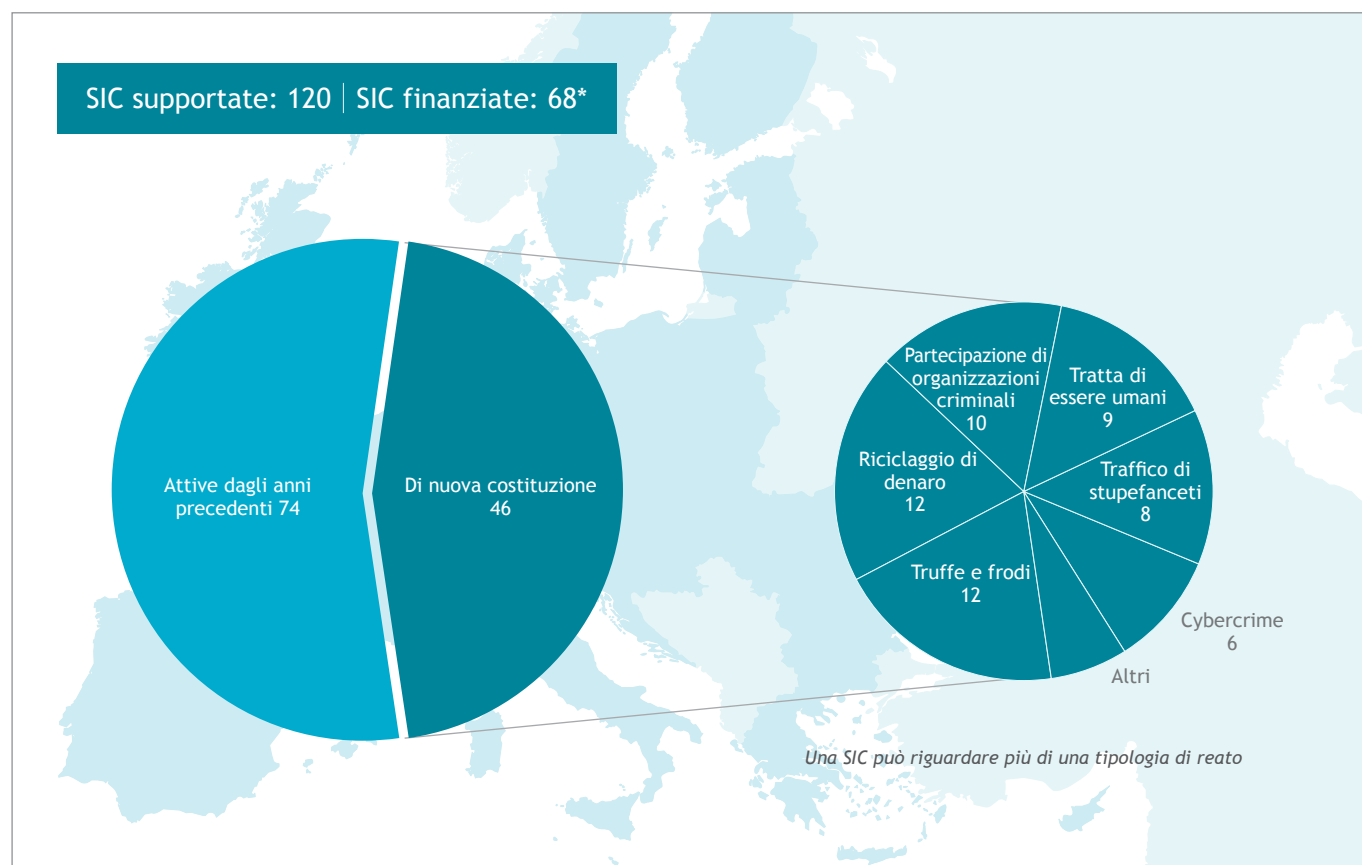 SIC supportate: 120 | SIC finanziate: 68*
Attive dagli anni
precedenti 74
Di nuova costituzione
46
Partecipazione di
organizzazioni
criminali
10
Tratta di
essere umani
9
Riciclaggio di
denaro
12
Traffico di
stupefanceti
8
Truffe e frodi
12
Cybercrime
6
Altri
Una SIC può riguardare più di una tipologia di reato